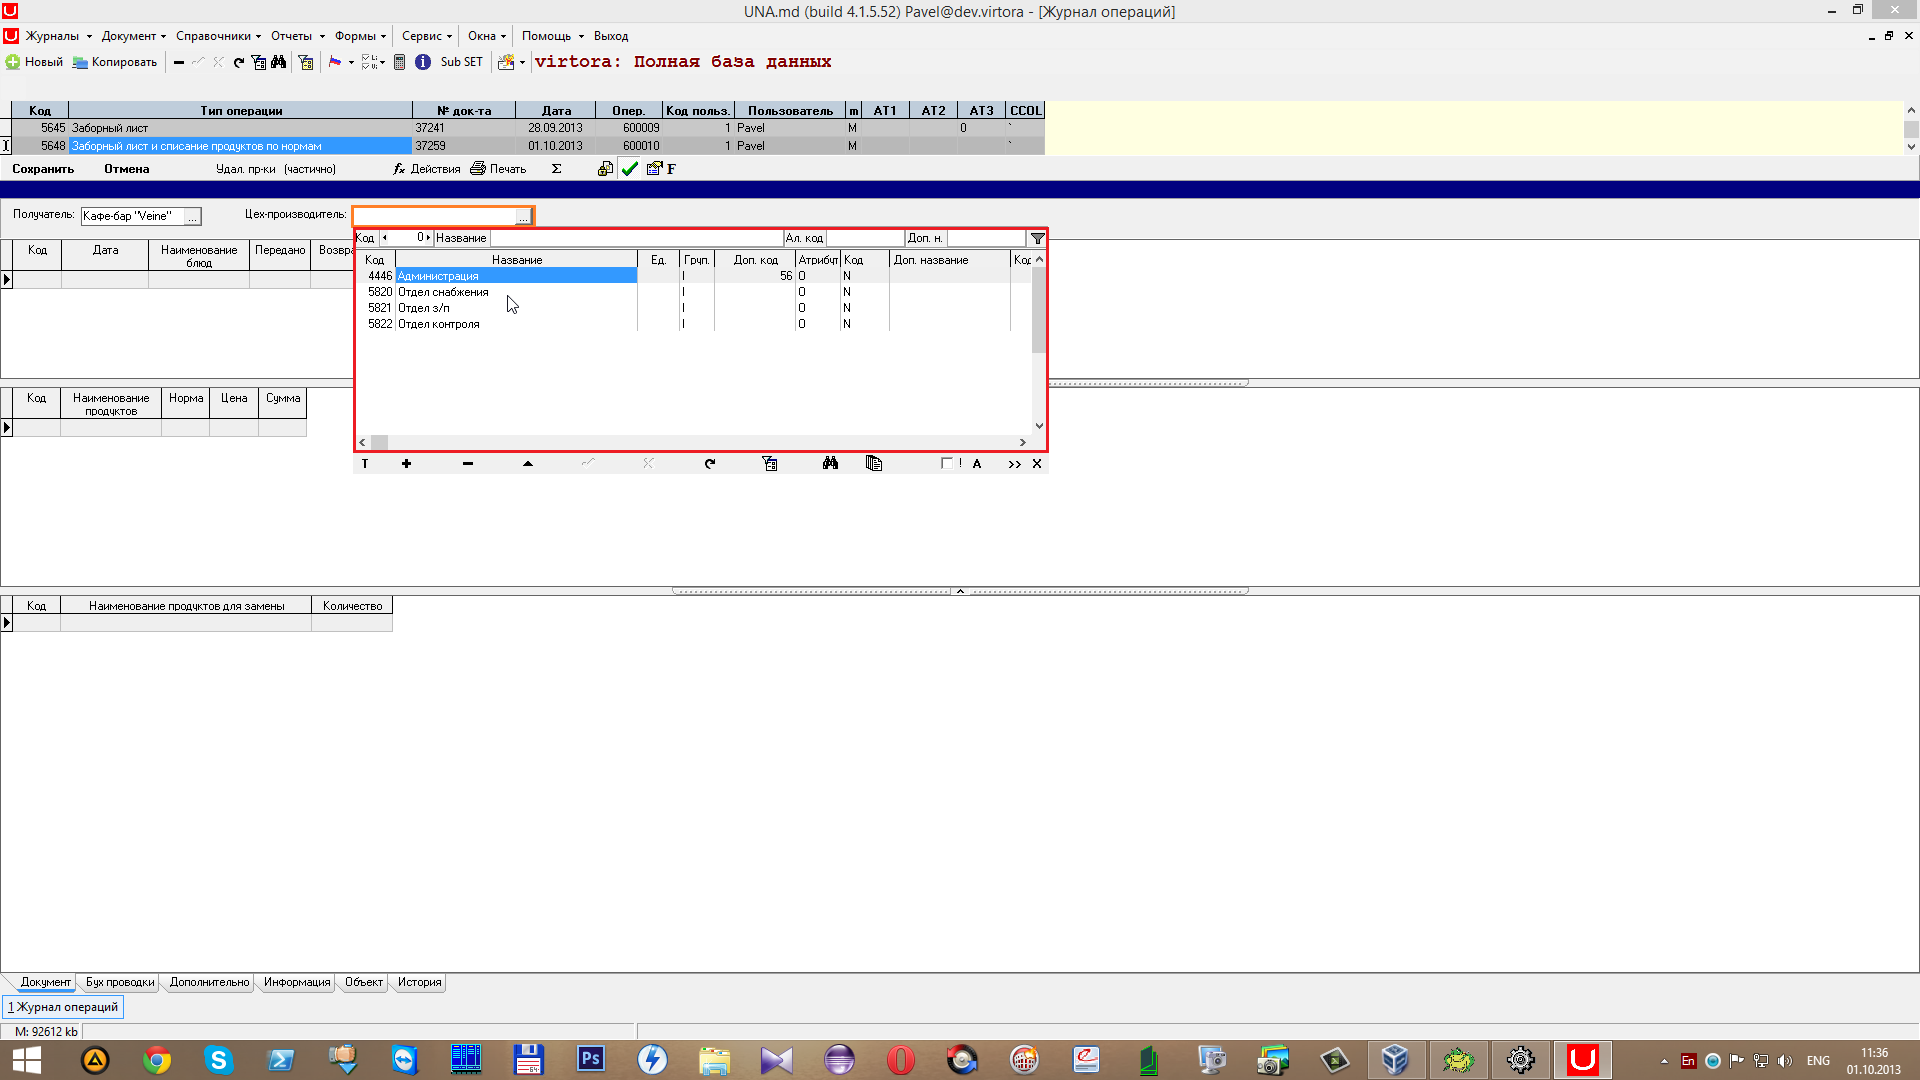 UNA.md (build 4.1.5.52) Pavel@dev.virtora - [Журнал операций]
Журналы Документ Справочники Отчеты Формы Сервис Окна Помощь Выход
Новый Копировать Sub SET virtora: Полная база данных
Код Тип операции № док-та Дата Опер. Код польз. Пользователь m AT1 AT2 AT3 CCOL
5645 Заборный лист 37241 28.09.2013 600009 1 Pavel M 0 `
5648 Заборный лист и списание продуктов по нормам 37259 01.10.2013 600010 1 Pavel M `
Сохранить Отмена Удал. пр-ки (частично) fx Действия Печать Σ F
Получатель: Кафе-бар "Veine" ... Цех-производитель: ...
Код 0 Название Ал. код Доп. н.
Код Дата Наименование блюд Передано Возвра
Код Название Ед. Груп. Доп. код Атрибут Код Доп. название Код
4446 Администрация I 56 O N
5820 Отдел снабжения I O N
5821 Отдел з/п I O N
5822 Отдел контроля I O N
Код Наименование продуктов Норма Цена Сумма
T ! A >> X
Код Наименование продуктов для замены Количество
Документ Бух проводки Дополнительно Информация Объект История
1 Журнал операций
M: 92612 kb
Ps En ENG 11:36
01.10.2013